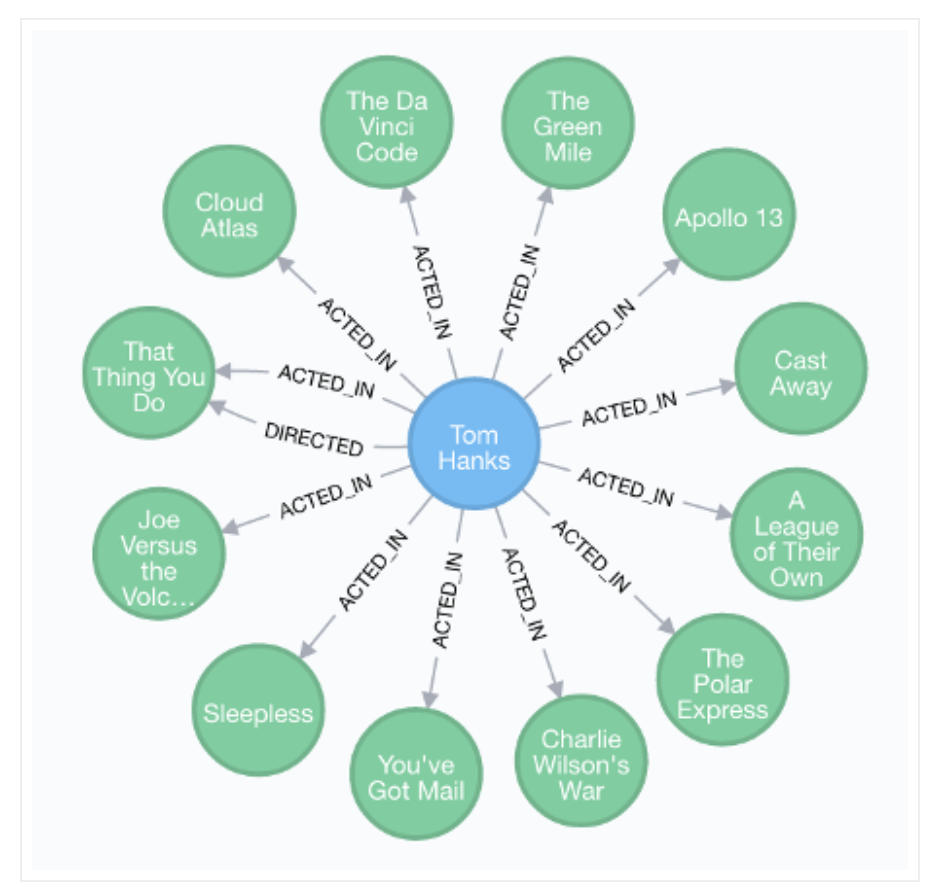 The Da
Vinci
Code
The
Green
Mile
Cloud
Atlas
Apollo 13
ACTED_IN
ACTED_IN
ACTED_IN
ACTED_IN
That
Thing You
Do
ACTED_IN
DIRECTED
Tom
Hanks
ACTED_IN
Cast
Away
ACTED_IN
ACTED_IN
A
League
of Their
Own
Joe
Versus
the
Volc...
ACTED_IN
ACTED_IN
ACTED_IN
ACTED_IN
Sleepless
You've
Got Mail
Charlie
Wilson's
War
The
Polar
Express